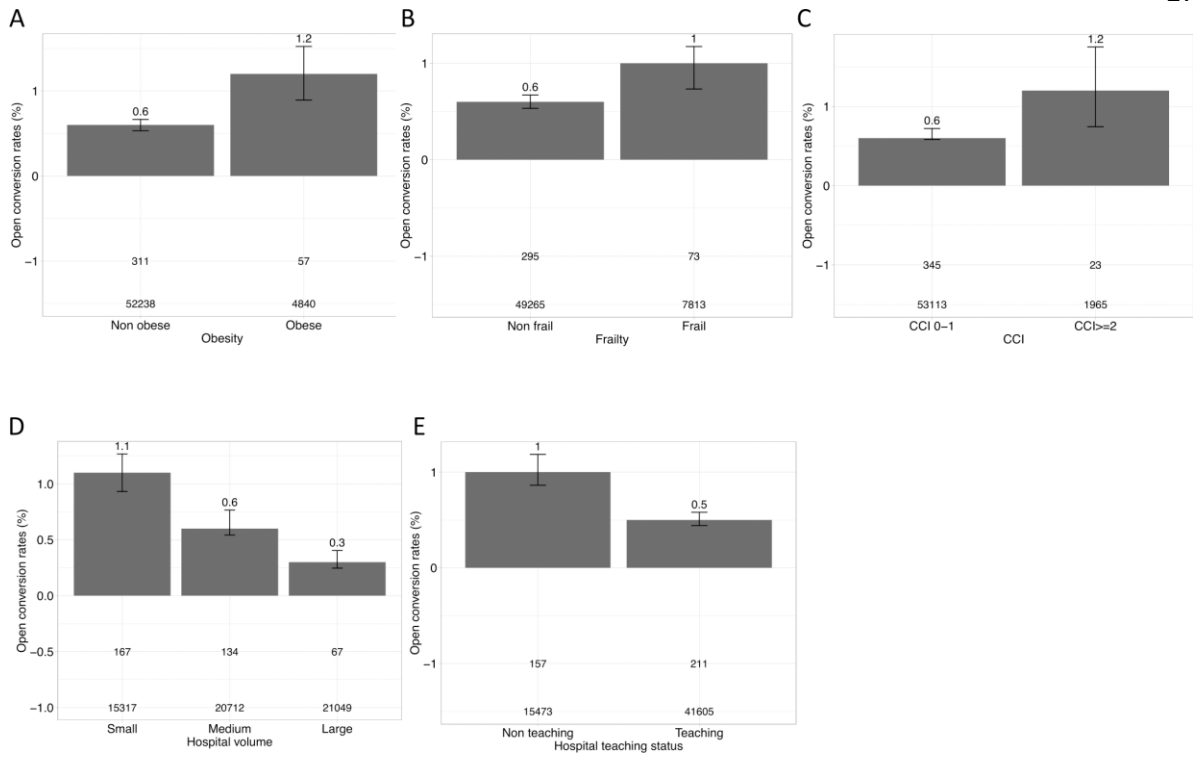 A
Open conversion rates (%)
1
0
−1
0.6
1.2
311
57
52238
4840
Non obese
Obese
Obesity
B
Open conversion rates (%)
1
0
−1
0.6
1
295
73
49265
7813
Non frail
Frail
Frailty
C
Open conversion rates (%)
1
0
−1
0.6
1.2
345
23
53113
1965
CCI 0−1
CCI>=2
CCI
D
Open conversion rates (%)
1.0
0.5
0.0
−0.5
−1.0
1.1
0.6
0.3
167
134
67
15317
20712
21049
Small
Medium
Large
Hospital volume
E
Open conversion rates (%)
1
0
−1
1
0.5
157
211
15473
41605
Non teaching
Teaching
Hospital teaching status